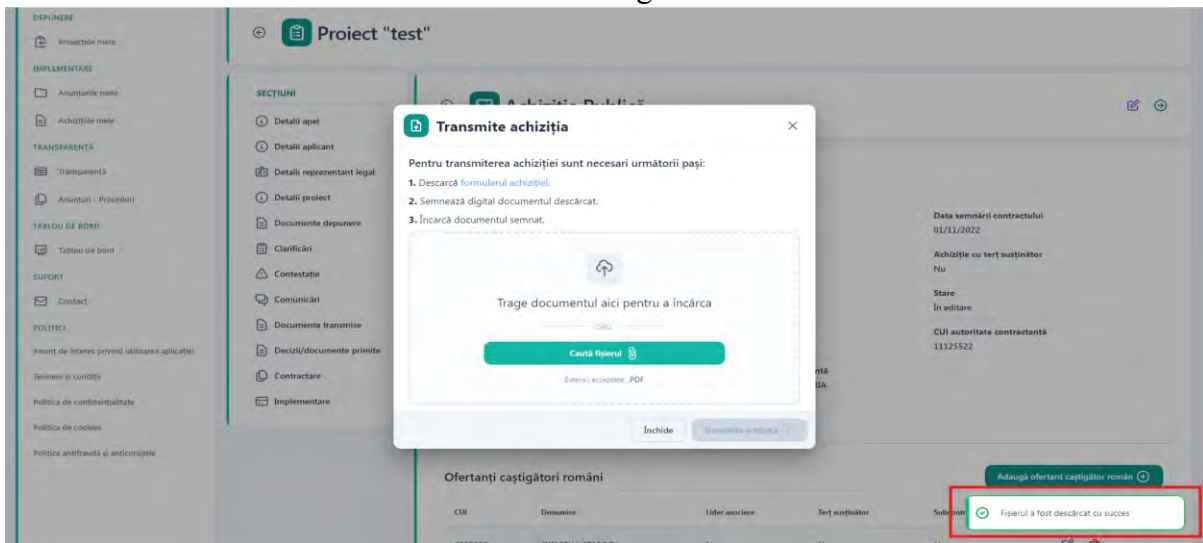 DEPUNERE
Proiectele mele
IMPLEMENTARE
Anunțurile mele
Achizițiile mele
TRANSPARENȚĂ
Transparență
Anunțuri - Proceduri
TABLOU DE BORD
Tablou de bord
SUPORT
Contact
POLITICI
Anunț de interes privind utilizarea aplicației
Termeni și condiții
Politica de confidențialitate
Politica de cookies
Politica antifraudă și anticorupție
Proiect "test"
SECȚIUNI
Detalii apel
Detalii aplicant
Detalii reprezentant legal
Detalii proiect
Documente depunere
Clarificări
Contestație
Comunicări
Documente transmise
Decizii/documente primite
Contractare
Implementare
Achiziție Publică
Transmite achiziția
Pentru transmiterea achiziției sunt necesari următorii pași:
1. Descarcă formularul achiziției.
2. Semnează digital documentul descărcat.
3. Încarcă documentul semnat.
Trage documentul aici pentru a încărca
SAU
Caută fișierul
Extensii acceptate: .PDF
Închide
Transmite achiziția
Data semnării contractului
01/11/2022
Achiziție cu terț susținător
Nu
Stare
În editare
CUI autoritate contractantă
11125522
Ofertanți castigători români
Adaugă ofertant castigător român
CUI
Denumire
Lider asociere
Terț susținător
Fișierul a fost descărcat cu succes